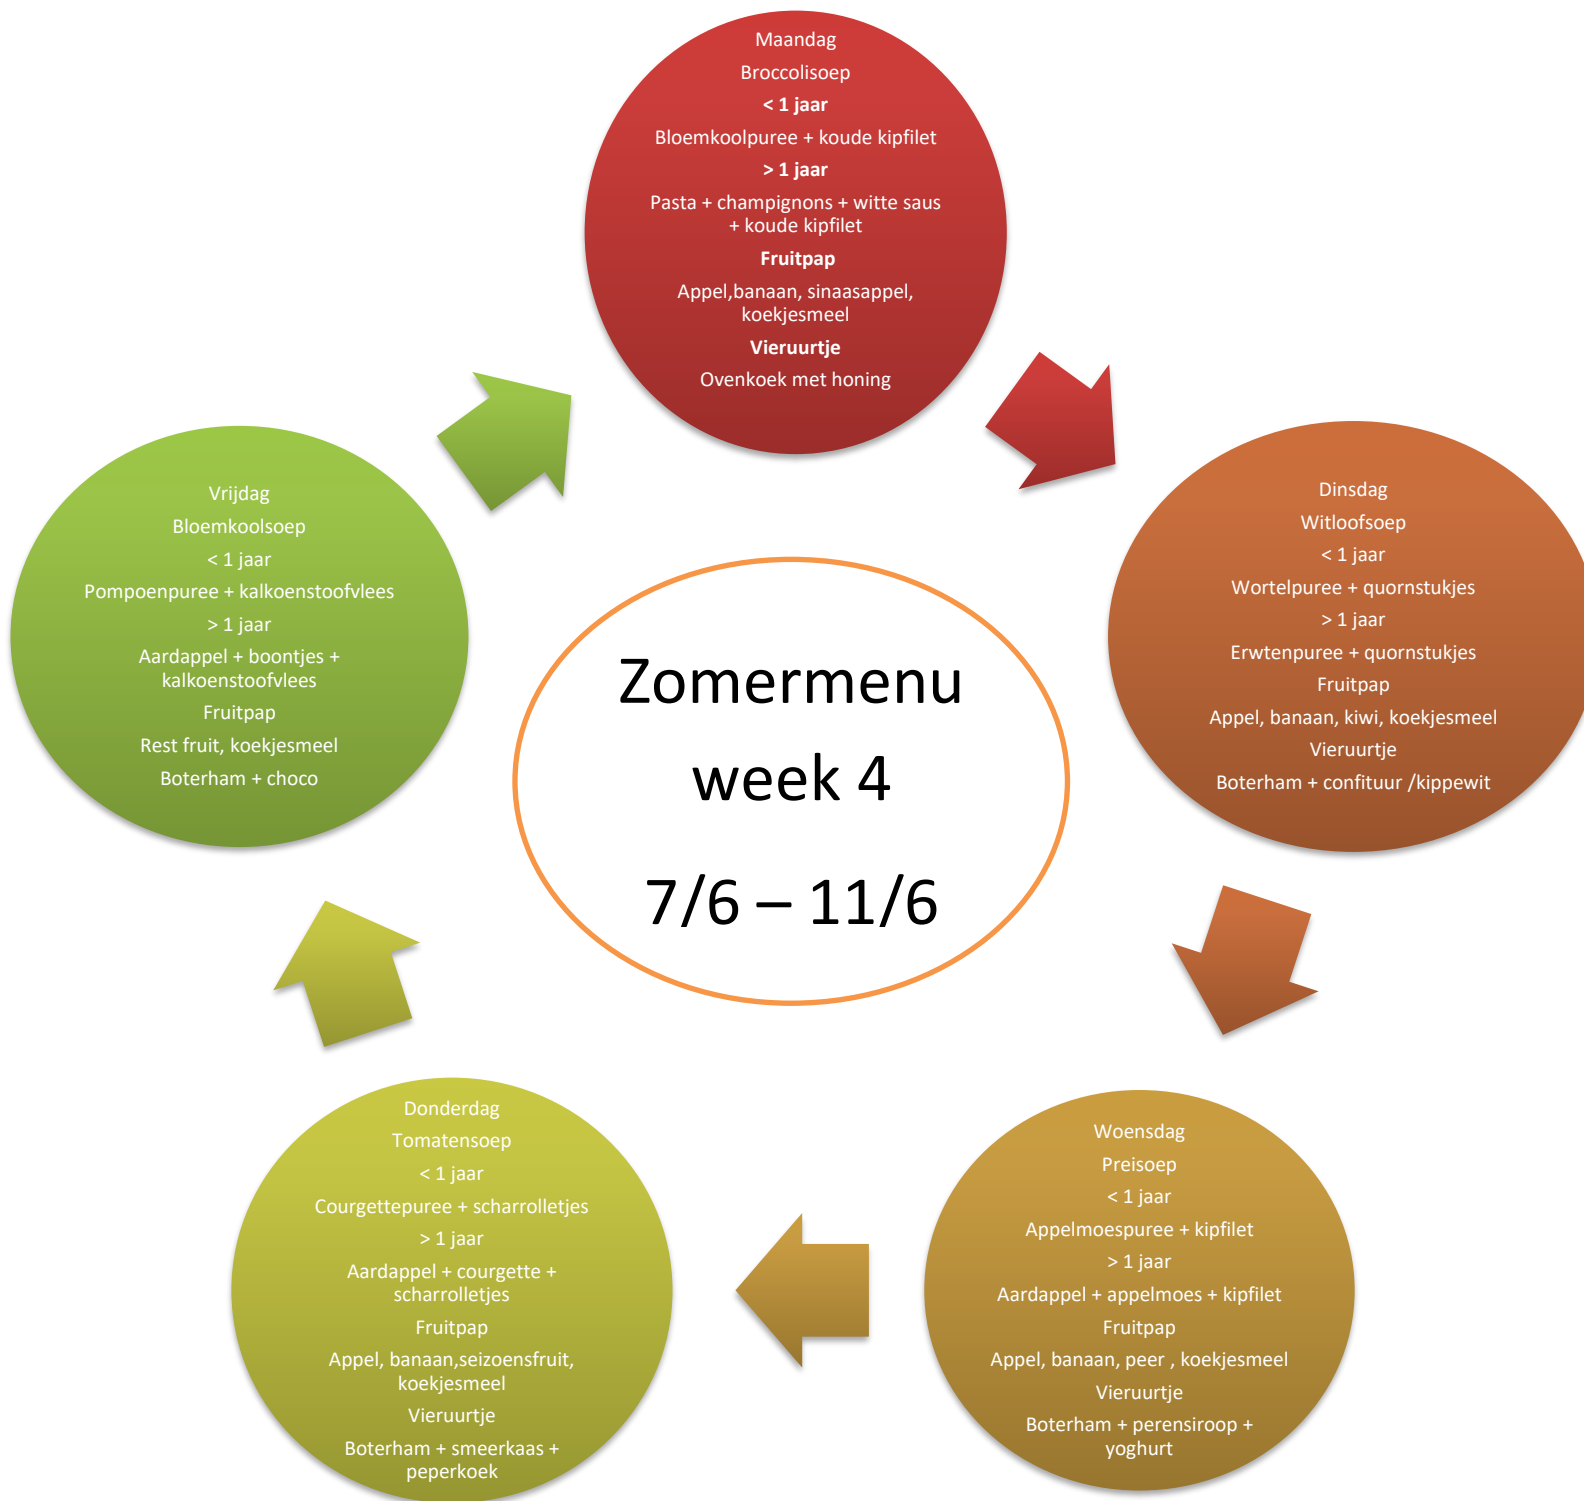 Maandag
Broccolisoep
< 1 jaar
Bloemkoolpuree + koude kipfilet
> 1 jaar
Pasta + champignons + witte saus
+ koude kipfilet
Fruitpap
Appel,banaan, sinaasappel,
koekjesmeel
Vieruurtje
Ovenkoek met honing
Dinsdag
Witloofsoep
< 1 jaar
Wortelpuree + quornstukjes
> 1 jaar
Erwtenpuree + quornstukjes
Fruitpap
Appel, banaan, kiwi, koekjesmeel
Vieruurtje
Boterham + confituur /kippewit
Woensdag
Preisoep
< 1 jaar
Appelmoespuree + kipfilet
> 1 jaar
Aardappel + appelmoes + kipfilet
Fruitpap
Appel, banaan, peer , koekjesmeel
Vieruurtje
Boterham + perensiroop +
yoghurt
Donderdag
Tomatensoep
< 1 jaar
Courgettepuree + scharrolletjes
> 1 jaar
Aardappel + courgette +
scharrolletjes
Fruitpap
Appel, banaan,seizoensfruit,
koekjesmeel
Vieruurtje
Boterham + smeerkaas +
peperkoek
Vrijdag
Bloemkoolsoep
< 1 jaar
Pompoenpuree + kalkoenstoofvlees
> 1 jaar
Aardappel + boontjes +
kalkoenstoofvlees
Fruitpap
Rest fruit, koekjesmeel
Boterham + choco
Zomermenu
week 4
7/6 – 11/6